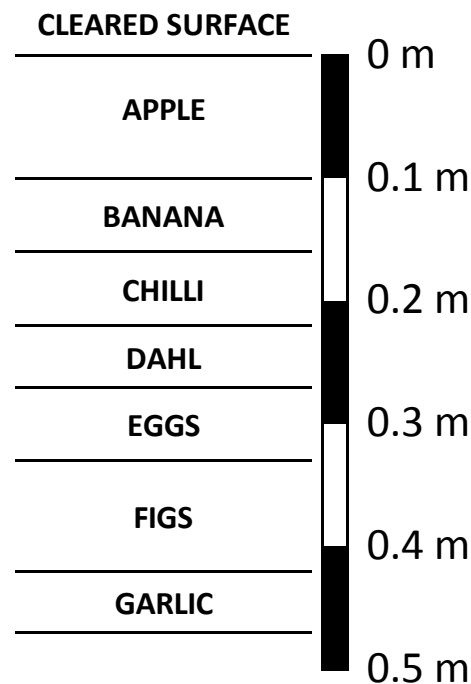 CLEARED SURFACE
0 m
APPLE
0.1 m
BANANA
CHILLI
0.2 m
DAHL
EGGS
0.3 m
FIGS
0.4 m
GARLIC
0.5 m